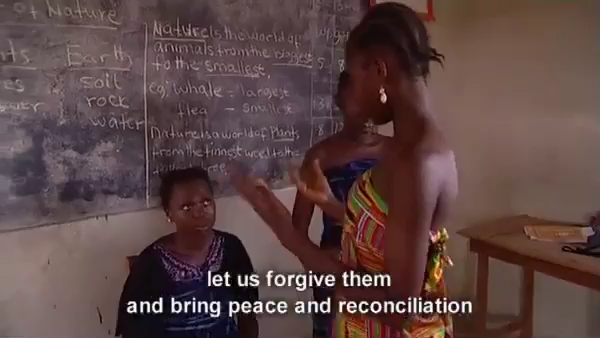 of Nature
Earth
soil
rock
water
Nature is the world of
animals from the biggest
to the smallest.
eg; whale = largest
flea - smallest
Nature is a world of Plants
from the tinnest weed to the
let us forgive them
and bring peace and reconciliation